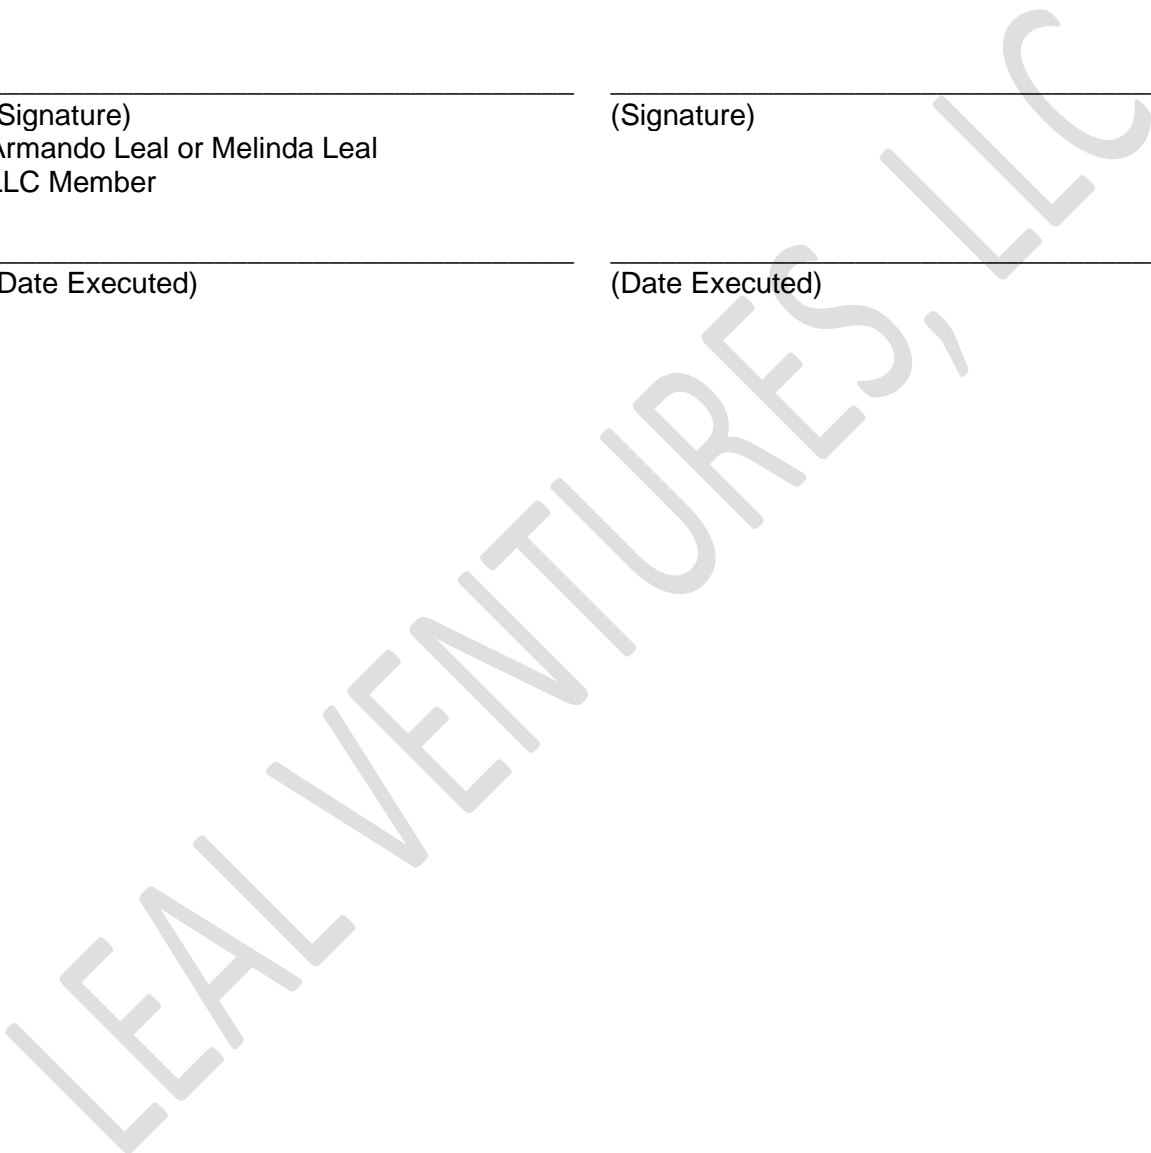 (Signature) (Signature)
Armando Leal or Melinda Leal
LLC Member
(Date Executed) (Date Executed)
LEAL VENTURES, LLC